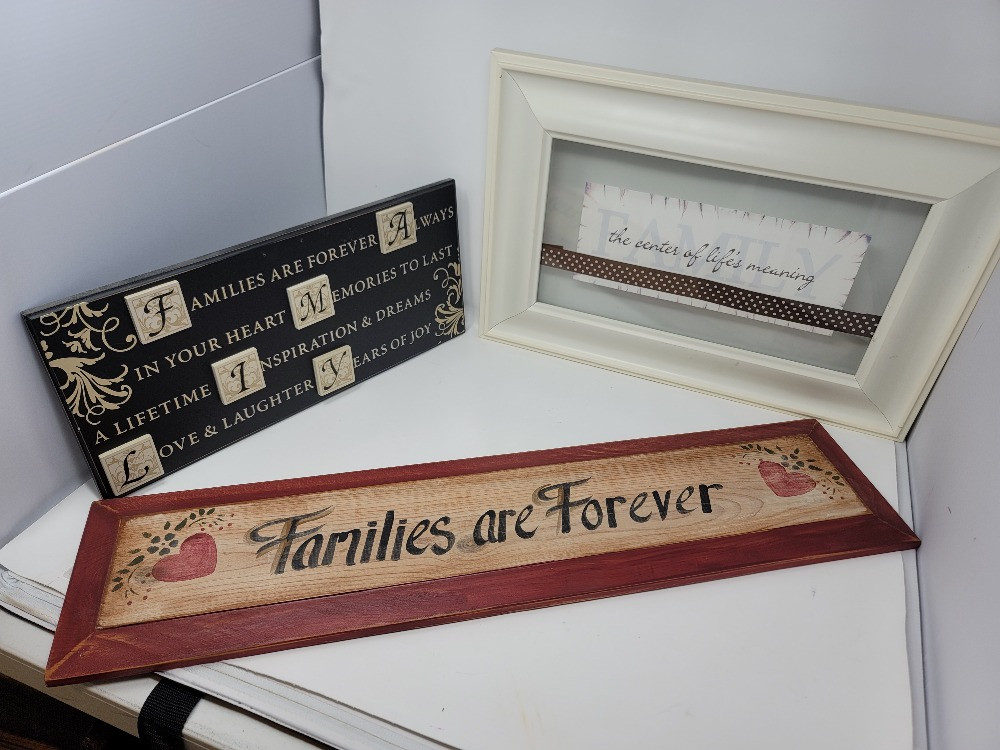 FAMILIES ARE FOREVER ALWAYS
IN YOUR HEART MEMORIES TO LAST
A LIFETIME INSPIRATION & DREAMS
LOVE & LAUGHTER YEARS OF JOY
FAMILY
the center of life's meaning
Families are Forever